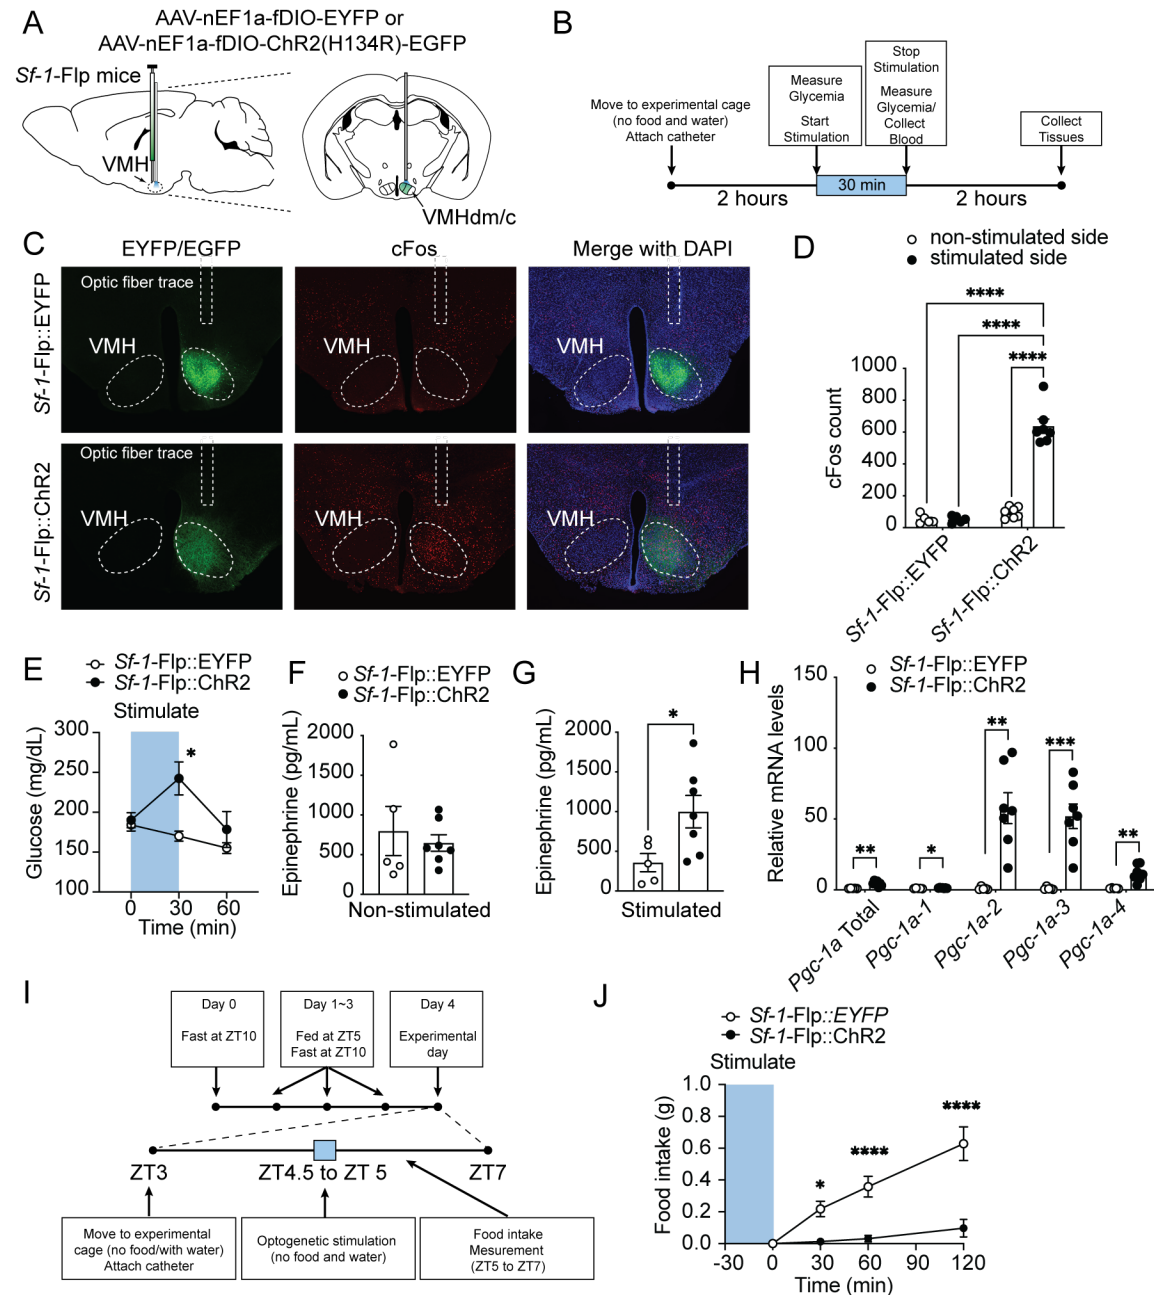 A
AAV-nEF1a-fDIO-EYFP or
AAV-nEF1a-fDIO-ChR2(H134R)-EGFP
Sf-1-Flp mice
VMH
VMHdm/c
B
Move to experimental cage
(no food and water)
Attach catheter
Measure
Glycemia
Start
Stimulation
Stop
Stimulation
Measure
Glycemia/
Collect
Blood
Collect
Tissues
2 hours
30 min
2 hours
C
EYFP/EGFP
cFos
Merge with DAPI
Sf-1-Flp::EYFP
Optic fiber trace
VMH
VMH
Sf-1-Flp::ChR2
Optic fiber trace
VMH
VMH
D
non-stimulated side
stimulated side
****
****
****
cFos count
1000
800
600
400
200
0
Sf-1-Flp::EYFP
Sf-1-Flp::ChR2
E
Sf-1-Flp::EYFP
Sf-1-Flp::ChR2
Stimulate
*
Glucose (mg/dL)
300
250
200
150
100
0
30
60
Time (min)
F
Sf-1-Flp::EYFP
Sf-1-Flp::ChR2
Epinephrine (pg/mL)
2000
1500
1000
500
0
Non-stimulated
G
*
Epinephrine (pg/mL)
2000
1500
1000
500
0
Stimulated
H
Sf-1-Flp::EYFP
Sf-1-Flp::ChR2
Relative mRNA levels
150
100
50
0
**
*
**
***
**
Pgc-1a Total
Pgc-1a-1
Pgc-1a-2
Pgc-1a-3
Pgc-1a-4
I
Day 0
Fast at ZT10
Day 1~3
Fed at ZT5
Fast at ZT10
Day 4
Experimental
day
ZT3
ZT4.5 to ZT 5
ZT7
Move to experimental
cage (no food/with water)
Attach catheter
Optogenetic stimulation
(no food and water)
Food intake
Mesurement
(ZT5 to ZT7)
J
Sf-1-Flp::EYFP
Sf-1-Flp::ChR2
Stimulate
Food intake (g)
1.0
0.8
0.6
0.4
0.2
0.0
*
****
****
-30
0
30
60
90
120
Time (min)